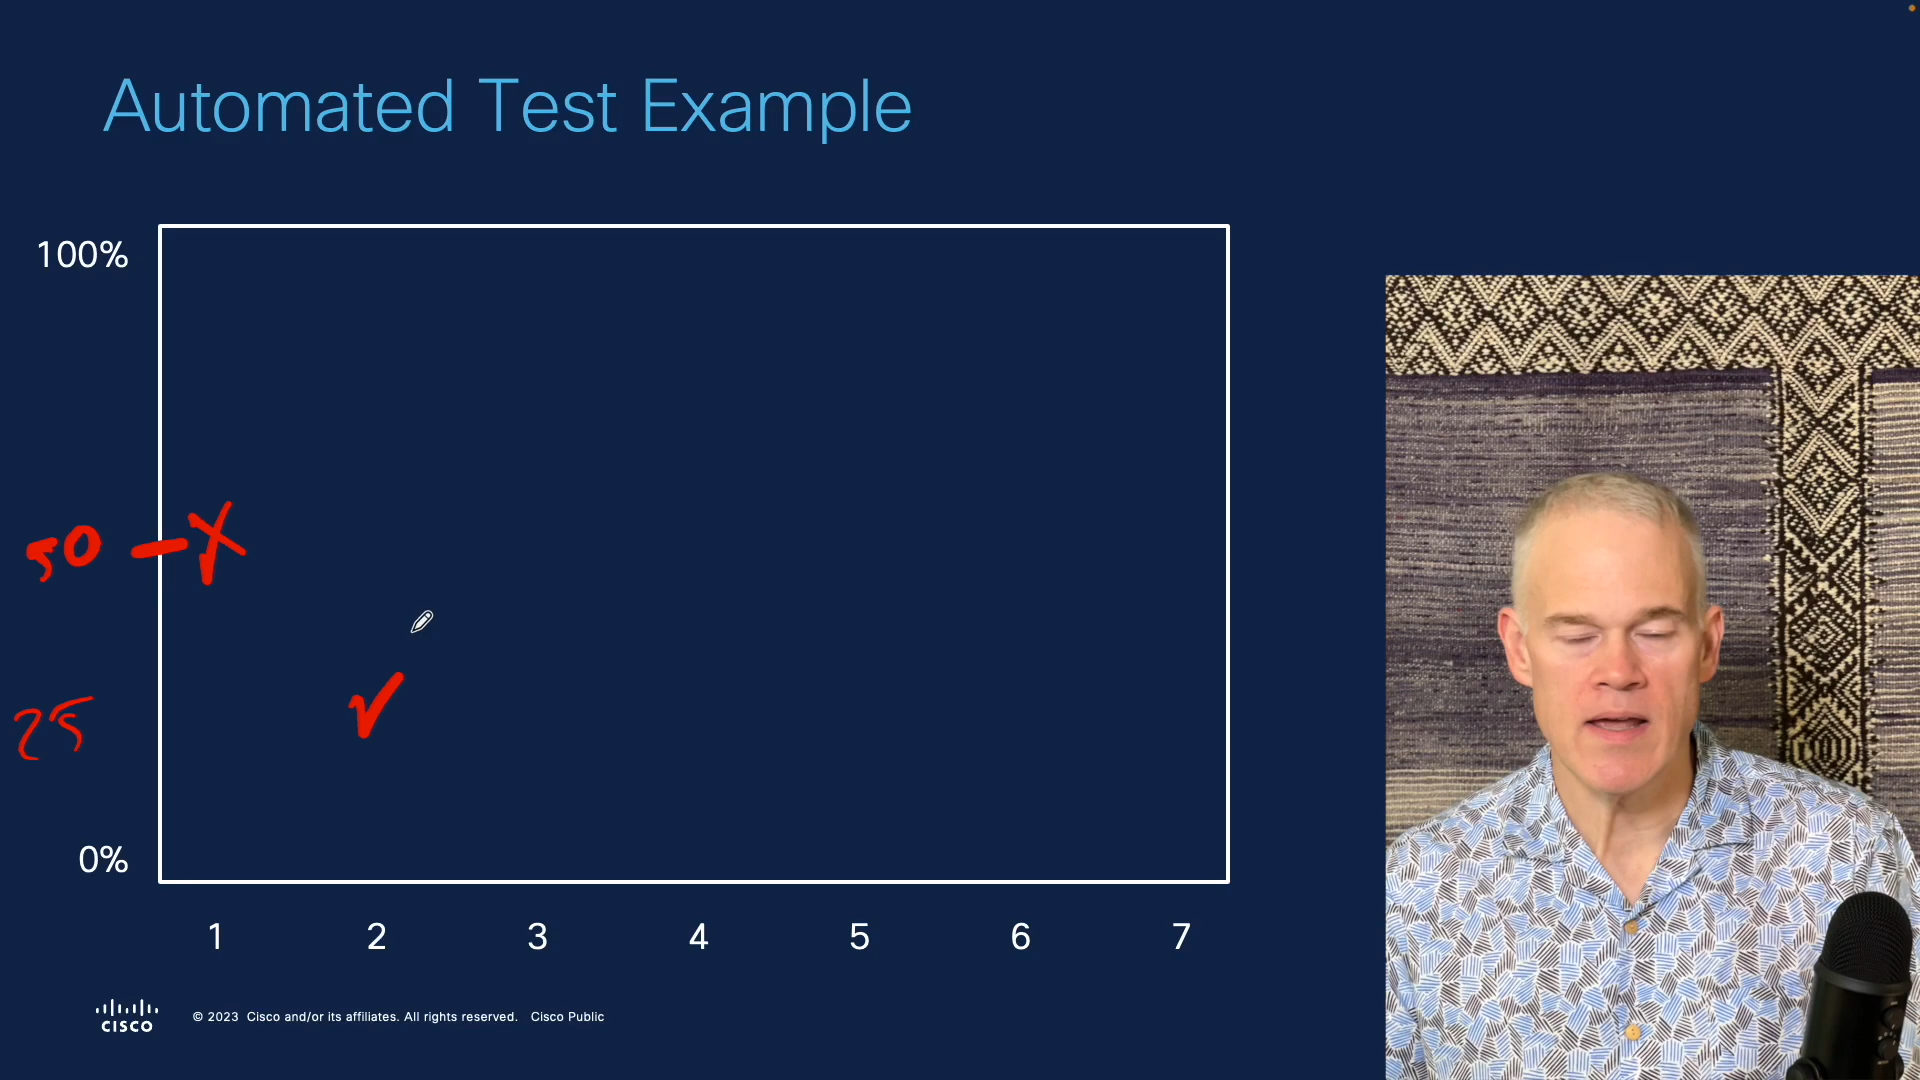 Automated Test Example
100%
50
25
0%
1 2 3 4 5 6 7
CISCO © 2023 Cisco and/or its affiliates. All rights reserved. Cisco Public